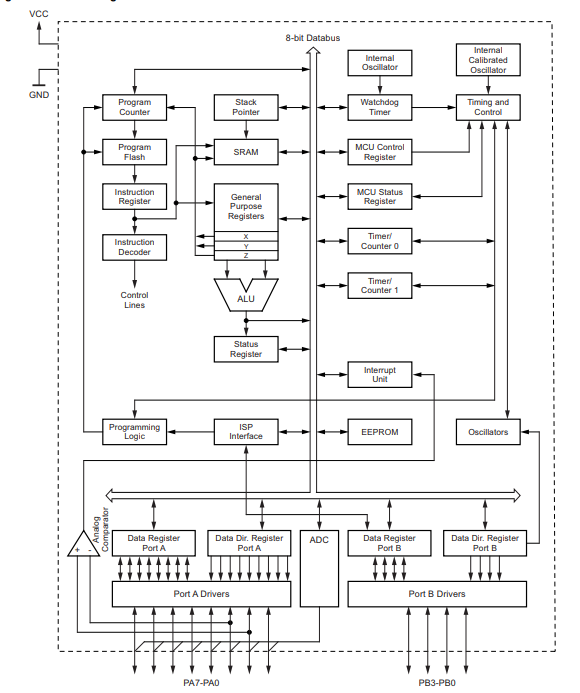 VCC
8-bit Databus
Internal
Oscillator
Internal
Calibrated
Oscillator
GND
Program
Counter
Stack
Pointer
Watchdog
Timer
Timing and
Control
Program
Flash
SRAM
MCU Control
Register
Instruction
Register
General
Purpose
Registers
MCU Status
Register
X
Y
Z
Instruction
Decoder
Timer/
Counter 0
Control
Lines
ALU
Timer/
Counter 1
Status
Register
Interrupt
Unit
Programming
Logic
ISP
Interface
EEPROM
Oscillators
Analog
Comparator
+ -
Data Register
Port A
Data Dir. Register
Port A
ADC
Data Register
Port B
Data Dir. Register
Port B
Port A Drivers
Port B Drivers
PA7-PA0
PB3-PB0